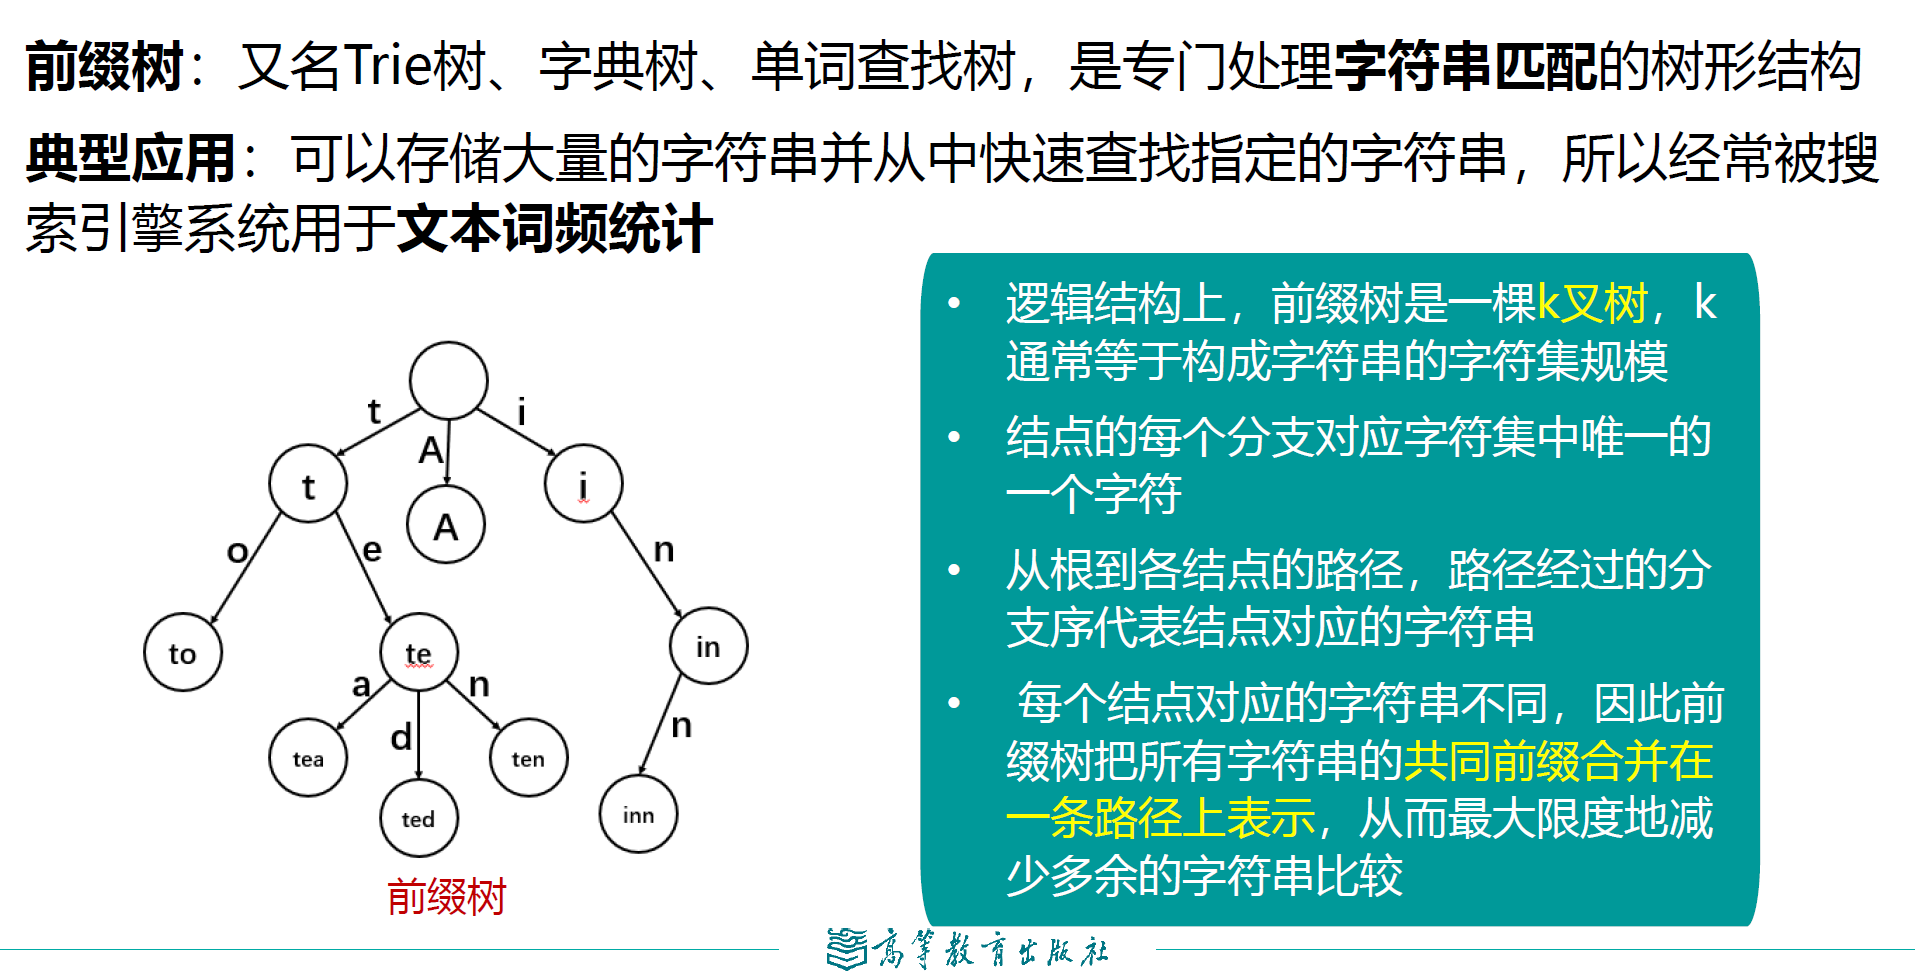 前缀树：又名Trie树、字典树、单词查找树，是专门处理字符串匹配的树形结构
典型应用：可以存储大量的字符串并从中快速查找指定的字符串，所以经常被搜
索引擎系统用于文本词频统计
t
A
i
t
A
i
o
e
n
to
te
in
a
d
n
n
tea
ted
ten
inn
前缀树
• 逻辑结构上，前缀树是一棵k叉树，k
通常等于构成字符串的字符集规模
• 结点的每个分支对应字符集中唯一的
一个字符
• 从根到各结点的路径，路径经过的分
支序代表结点对应的字符串
• 每个结点对应的字符串不同，因此前
缀树把所有字符串的共同前缀合并在
一条路径上表示，从而最大限度地减
少多余的字符串比较
高等教育出版社